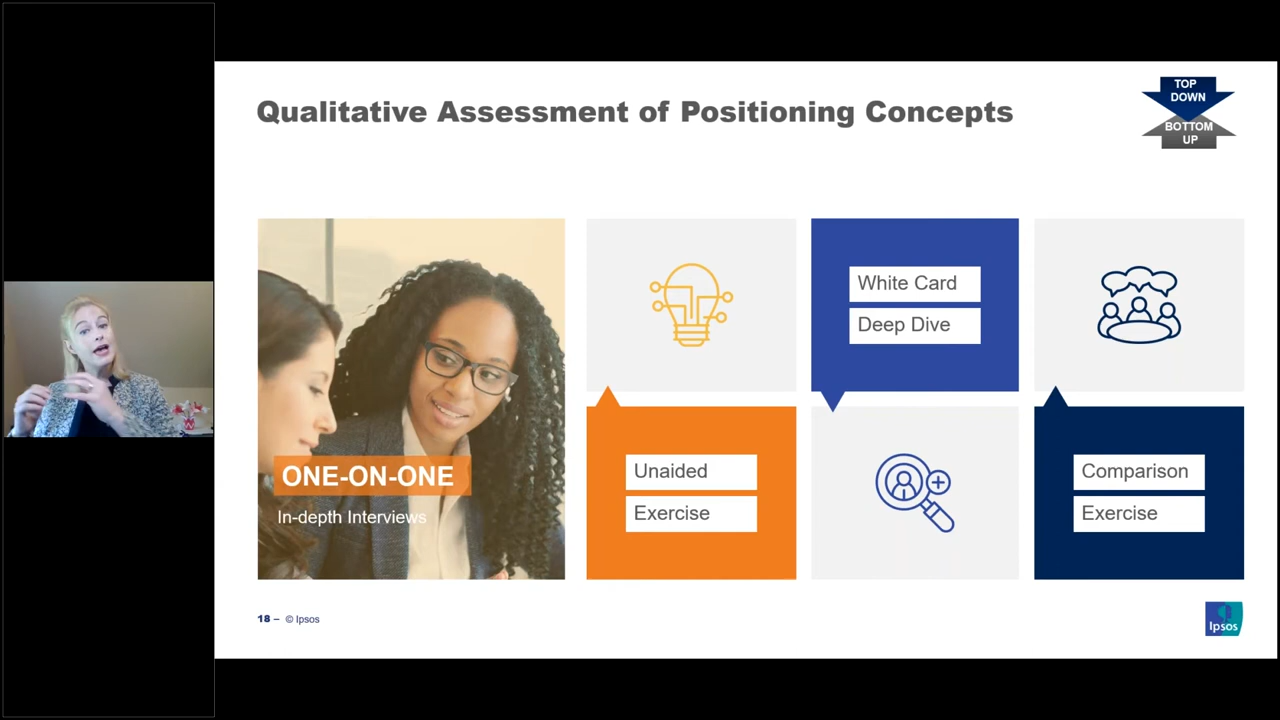 Qualitative Assessment of Positioning Concepts
TOP
DOWN
BOTTOM
UP
ONE-ON-ONE
In-depth Interviews
Unaided
Exercise
White Card
Deep Dive
Comparison
Exercise
18 – © Ipsos
Ipsos